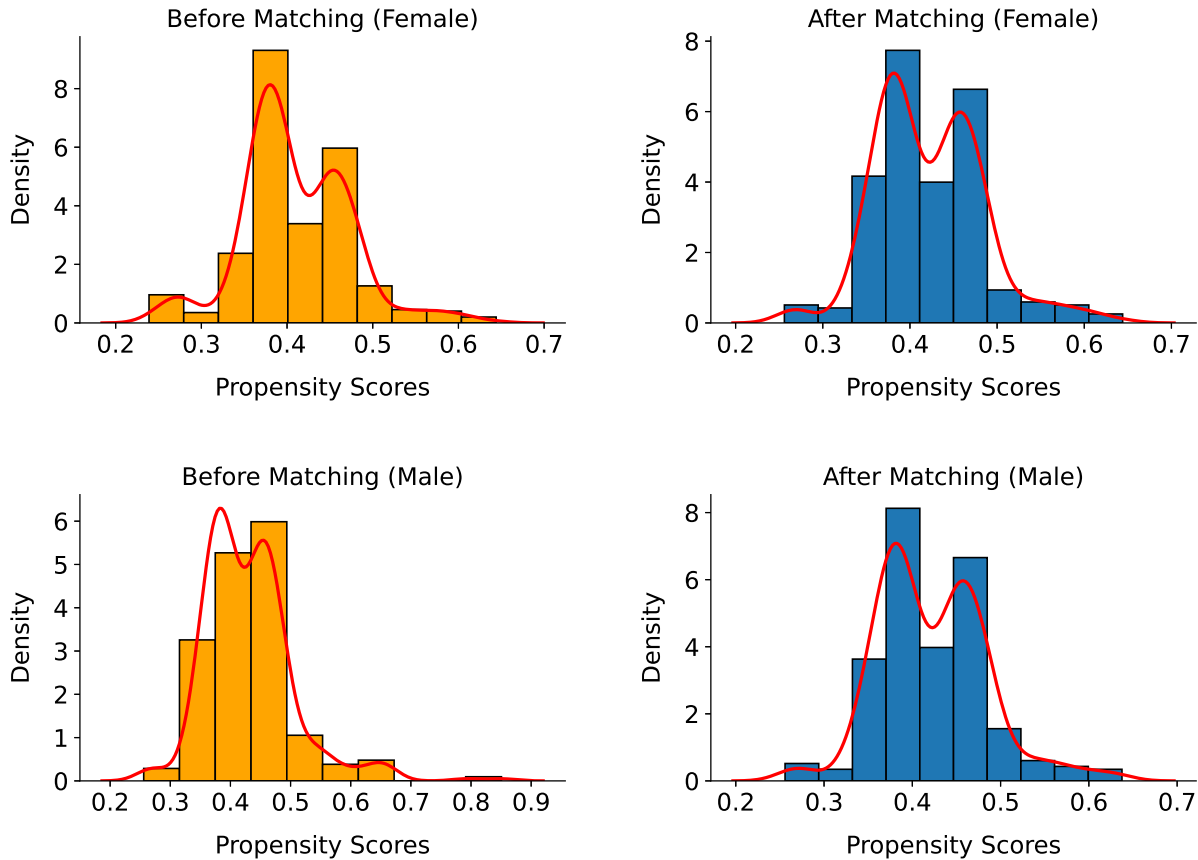 Before Matching (Female)
After Matching (Female)
Density
8
6
4
2
0
0.2 0.3 0.4 0.5 0.6 0.7
Propensity Scores
Density
8
6
4
2
0
0.2 0.3 0.4 0.5 0.6 0.7
Propensity Scores
Before Matching (Male)
After Matching (Male)
Density
6
5
4
3
2
1
0
0.2 0.3 0.4 0.5 0.6 0.7 0.8 0.9
Propensity Scores
Density
8
6
4
2
0
0.2 0.3 0.4 0.5 0.6 0.7
Propensity Scores